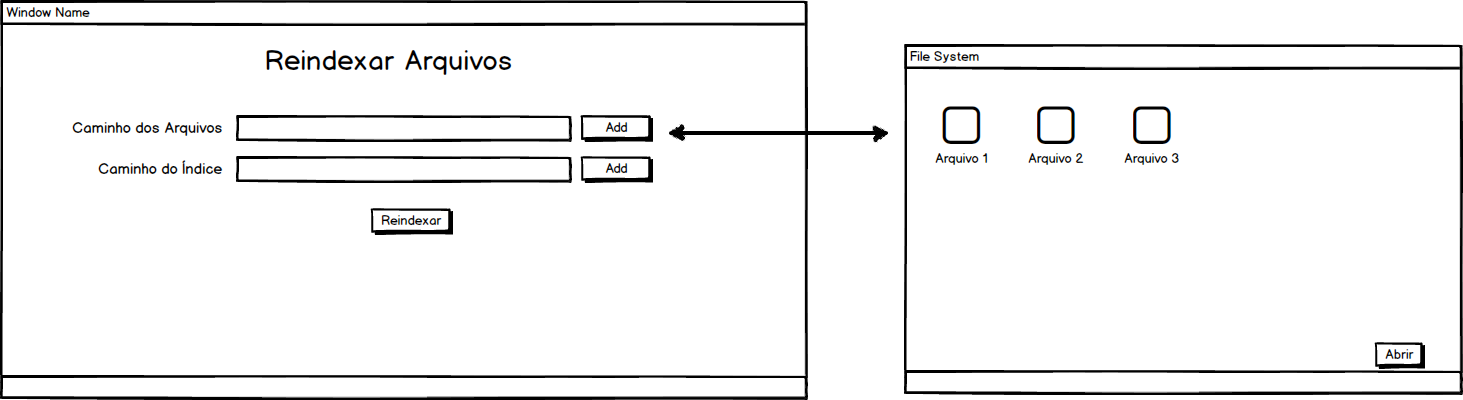 Window Name
Reindexar Arquivos
Caminho dos Arquivos
Add
Caminho do Índice
Add
Reindexar
File System
Arquivo 1
Arquivo 2
Arquivo 3
Abrir